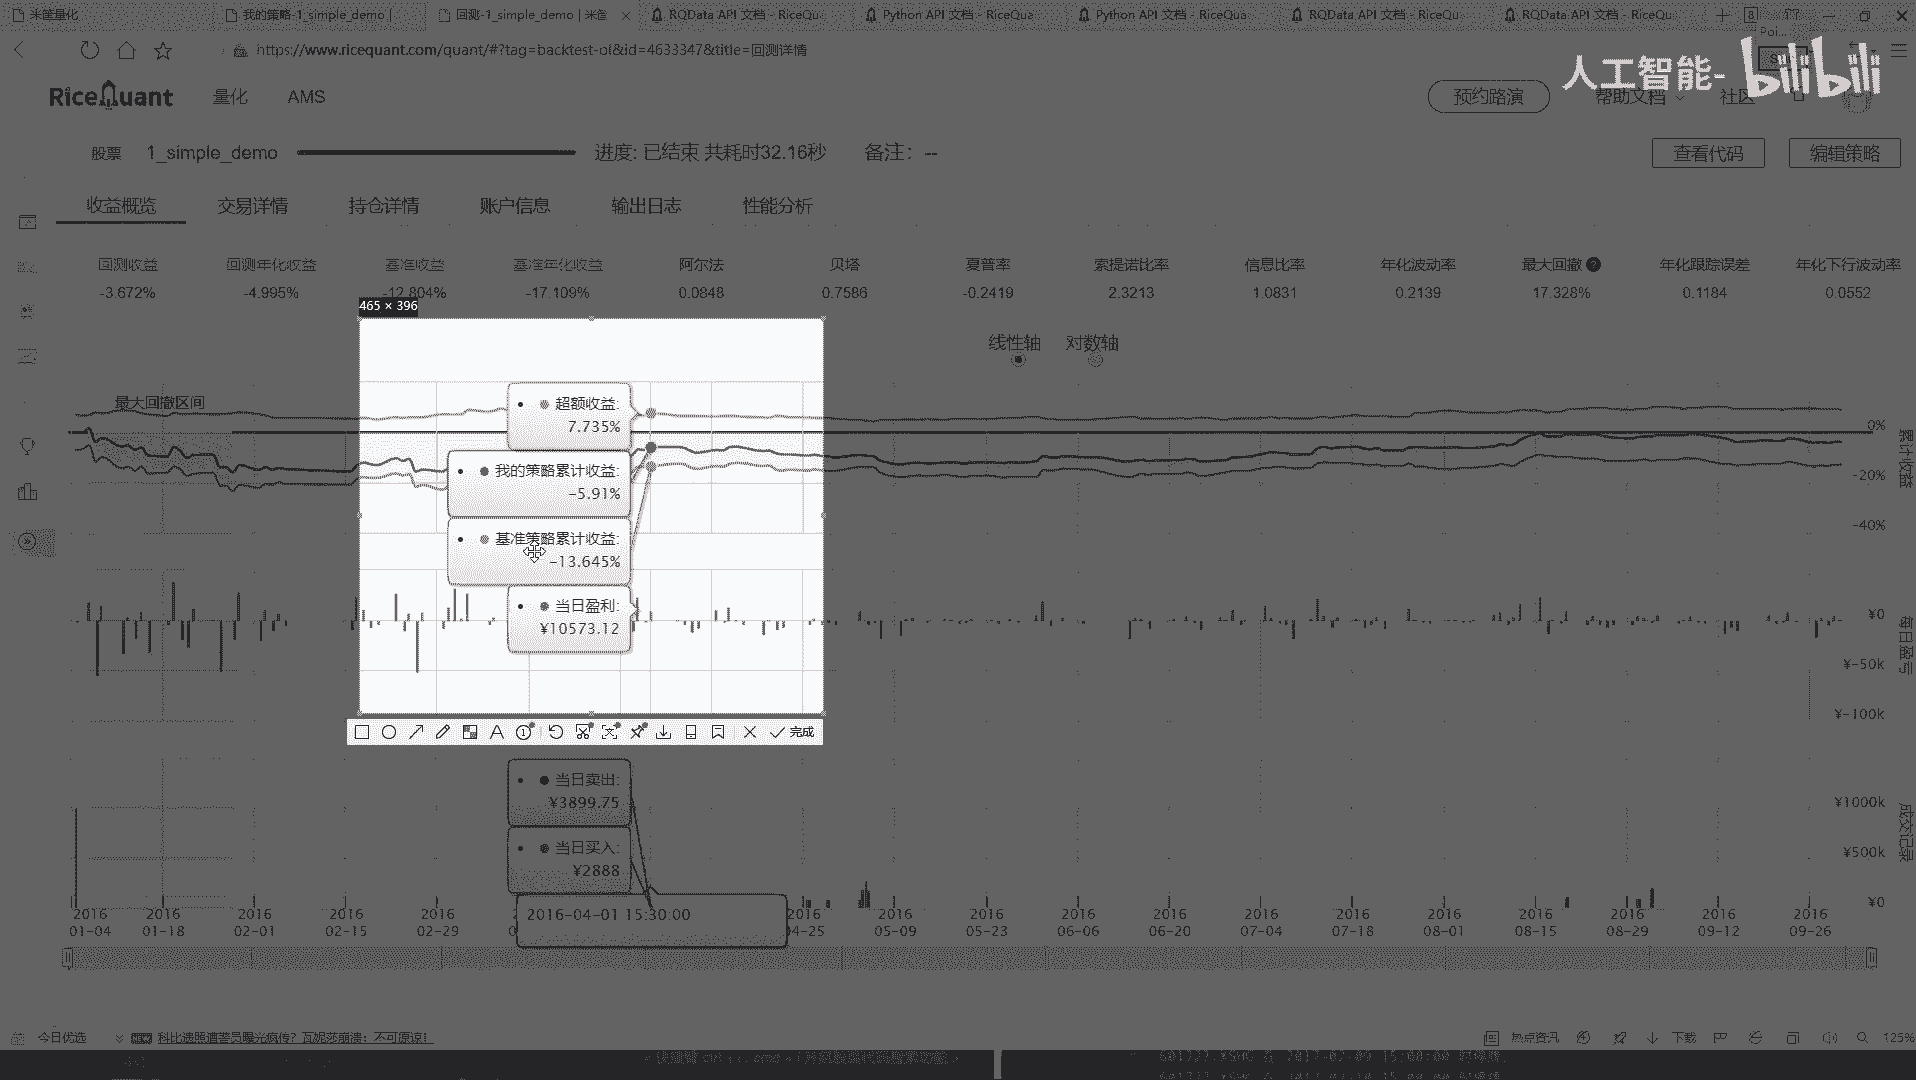 米筐量化
我的策略-1_simple_demo |
回测-1_simple_demo | 米筐
RQData API 文档 - RiceQu
Python API 文档 - RiceQua
Python API 文档 - RiceQua
RQData API 文档 - RiceQu
RQData API 文档 - RiceQu
8
Poi...
https://www.ricequant.com/quant/#?tag=backtest-ol&id=4633347&title=回测详情
人工智能- bilibili
RiceQuant 量化 AMS 预约路演 帮助文档 社区
股票 1_simple_demo 进度: 已结束 共耗时32.16秒 备注: -- 查看代码 编辑策略
收益概览 交易详情 持仓详情 账户信息 输出日志 性能分析
回测收益 回测年化收益 基准收益 基准年化收益 阿尔法 贝塔 夏普率 索提诺比率 信息比率 年化波动率 最大回撤 ? 年化跟踪误差 年化下行波动率
-3.672% -4.995% -12.804% -17.109% 0.0848 0.7586 -0.2419 2.3213 1.0831 0.2139 17.328% 0.1184 0.0552
465 × 396
线性轴 对数轴
最大回撤区间
超额收益:
7.735%
我的策略累计收益:
-5.91%
基准策略累计收益:
-13.645%
当日盈利:
¥10573.12
0%
-20%
-40%
累计收益
¥0
¥-50k
¥-100k
每日盈亏
A 1 完成
当日卖出:
¥3899.75
当日买入:
¥2888
2016-04-01 15:30:00
¥1000k
¥500k
¥0
成交记录
2016 2016 2016 2016 2016 2016 2016 2016 2016 2016 2016 2016 2016 2016 2016 2016
01-04 01-18 02-01 02-15 02-29 04-25 05-09 05-23 06-06 06-20 07-04 07-18 08-01 08-15 08-29 09-12 09-26
今日优选 NEW 科比遗照遭警员曝光疯传? 瓦妮莎崩溃: 不可原谅! 热点资讯 下载 125%